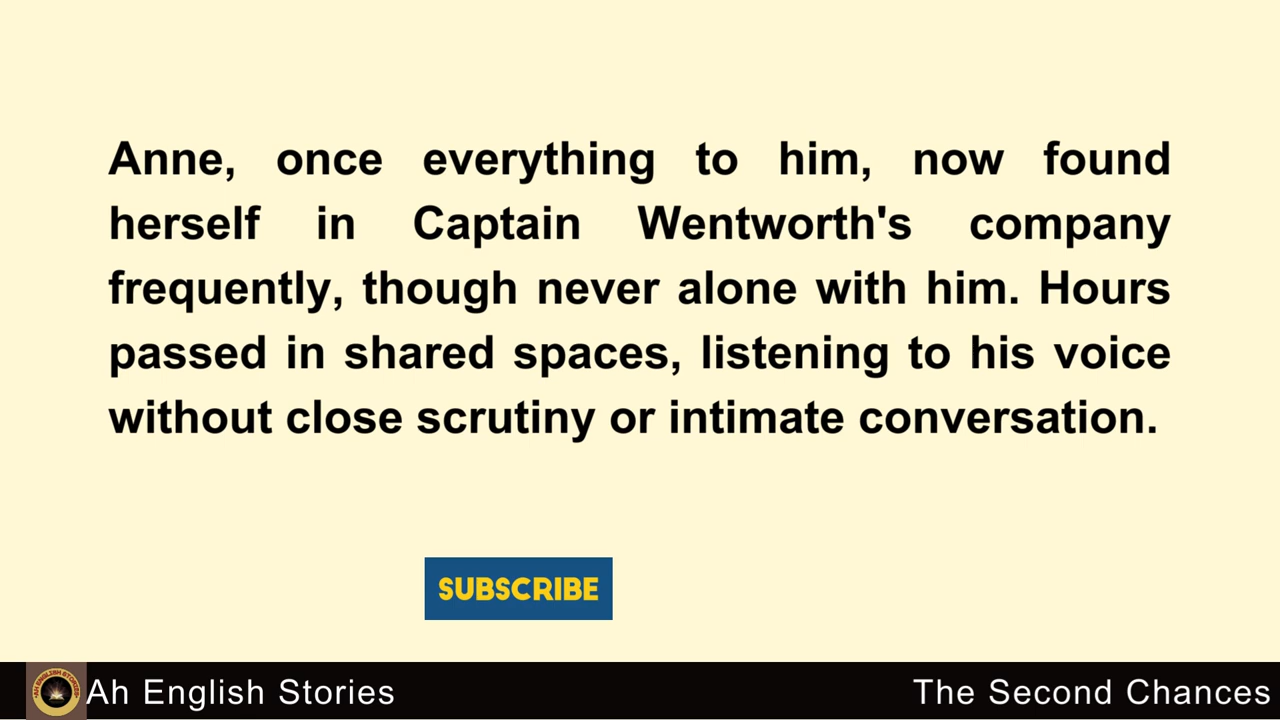 Anne, once everything to him, now found
herself in Captain Wentworth's company
frequently, though never alone with him. Hours
passed in shared spaces, listening to his voice
without close scrutiny or intimate conversation.
SUBSCRIBE
Ah English Stories
The Second Chances